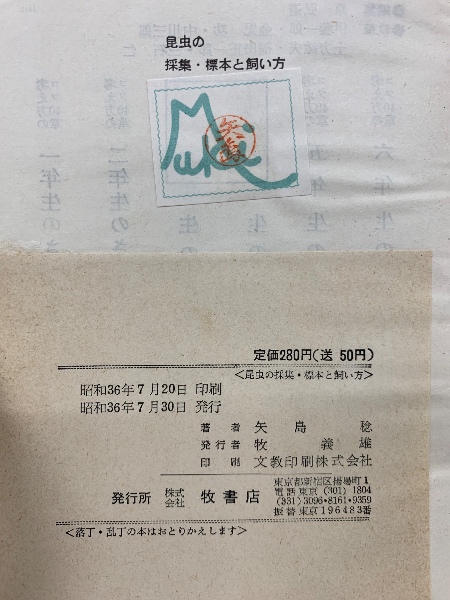 昆虫の
採集・標本と飼い方
Maki
矢島
定価280円(送 50円)
<昆虫の採集・標本と飼い方>
昭和36年7月20日 印刷
昭和36年7月30日 発行
著者 矢島 稔
発行者 牧 義雄
印刷 文教印刷株式会社
発行所 株式会社 牧書店
東京都新宿区揚場町1
電話東京(301)1804
(331)3096・8161・9359
振替東京196483番
<落丁・乱丁の本はおとりかえします>